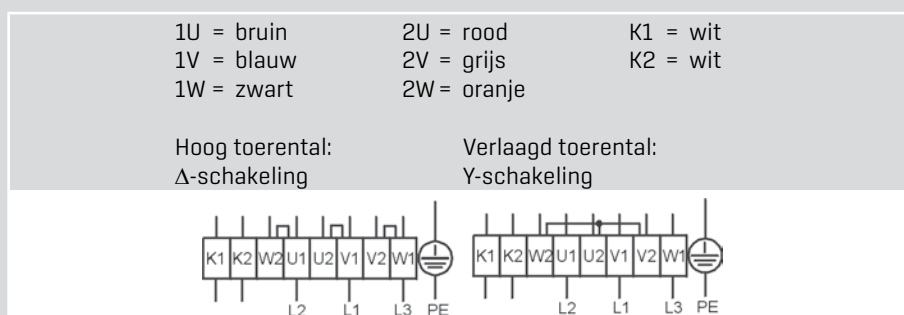 1U = bruin 2U = rood K1 = wit
1V = blauw 2V = grijs K2 = wit
1W = zwart 2W = oranje
Hoog toerental: Verlaagd toerental:
Δ-schakeling Y-schakeling
K1 K2 W2 U1 U2 V1 V2 W1 K1 K2 W2 U1 U2 V1 V2 W1
L2 L1 L3 PE L2 L1 L3 PE